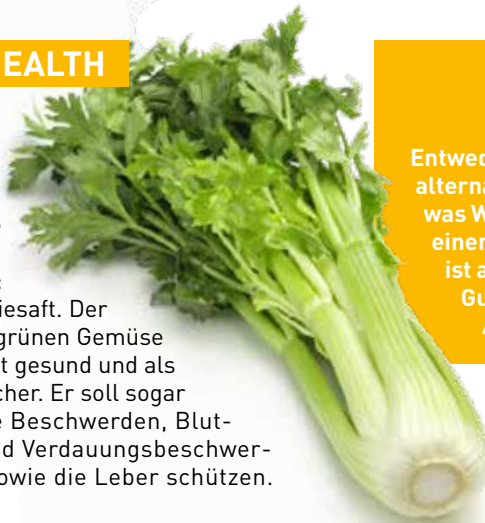 EALTH
iesaft. Der
grünen Gemüse
t gesund und als
cher. Er soll sogar
e Beschwerden, Blut-
d Verdauungsbeschwer-
owie die Leber schützen.
Entwed
alterna
was W
einer
ist a
Gu